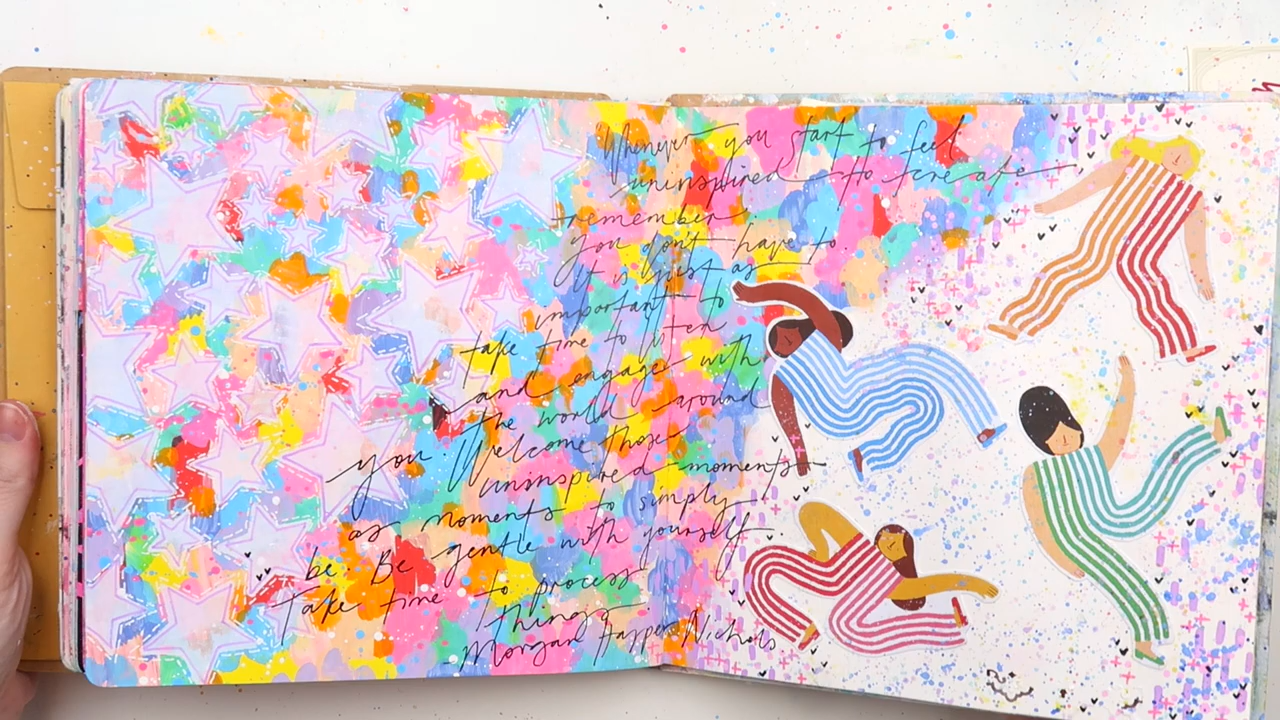 Whenever you start to feel
uninspired to create
remember.
you don't have to.
It is just as
important to
take time to listen
and engage with
the world around
you. Welcome those
uninspired moments
as moments to simply
be. Be gentle with yourself.
Take time to process
things.
- Morgan Harper Nichols